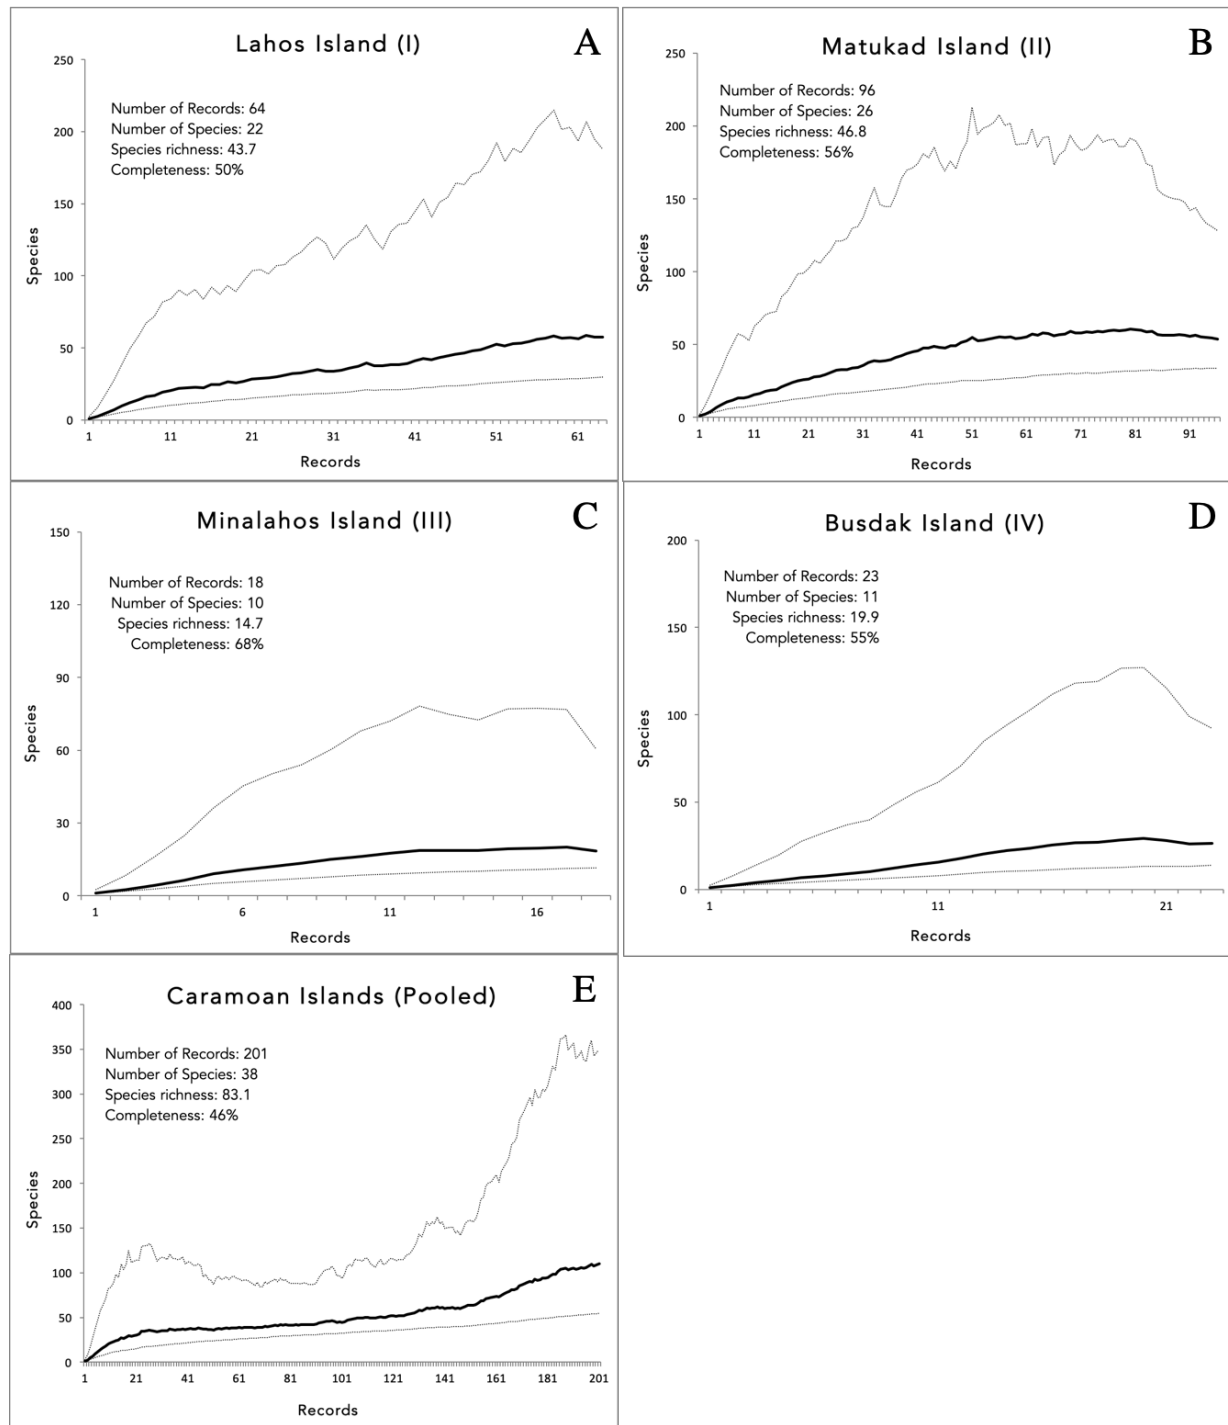 Lahos Island (I)
A
250
200
150
100
50
0
Species
Number of Records: 64
Number of Species: 22
Species richness: 43.7
Completeness: 50%
1 11 21 31 41 51 61
Records
Matukad Island (II)
B
250
200
150
100
50
0
Species
Number of Records: 96
Number of Species: 26
Species richness: 46.8
Completeness: 56%
1 11 21 31 41 51 61 71 81 91
Records
Minalahos Island (III)
C
150
120
90
60
30
0
Species
Number of Records: 18
Number of Species: 10
Species richness: 14.7
Completeness: 68%
1 6 11 16
Records
Busdak Island (IV)
D
200
150
100
50
0
Species
Number of Records: 23
Number of Species: 11
Species richness: 19.9
Completeness: 55%
1 11 21
Records
Caramoan Islands (Pooled)
E
400
350
300
250
200
150
100
50
0
Species
Number of Records: 201
Number of Species: 38
Species richness: 83.1
Completeness: 46%
1 21 41 61 81 101 121 141 161 181 201
Records